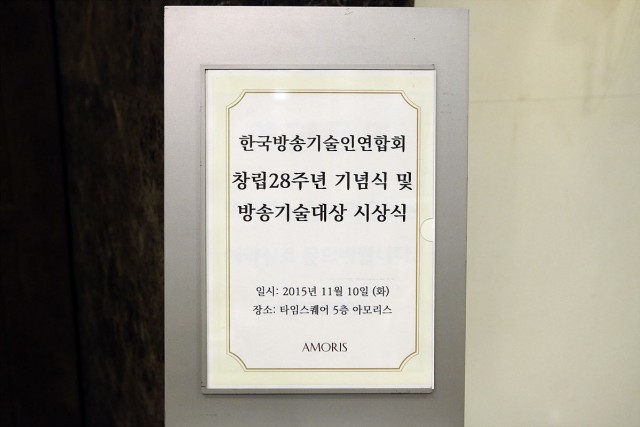 한국방송기술인연합회
창립28주년 기념식 및
방송기술대상 시상식
일시: 2015년 11월 10일 (화)
장소: 타임스퀘어 5층 아모리스
AMORIS